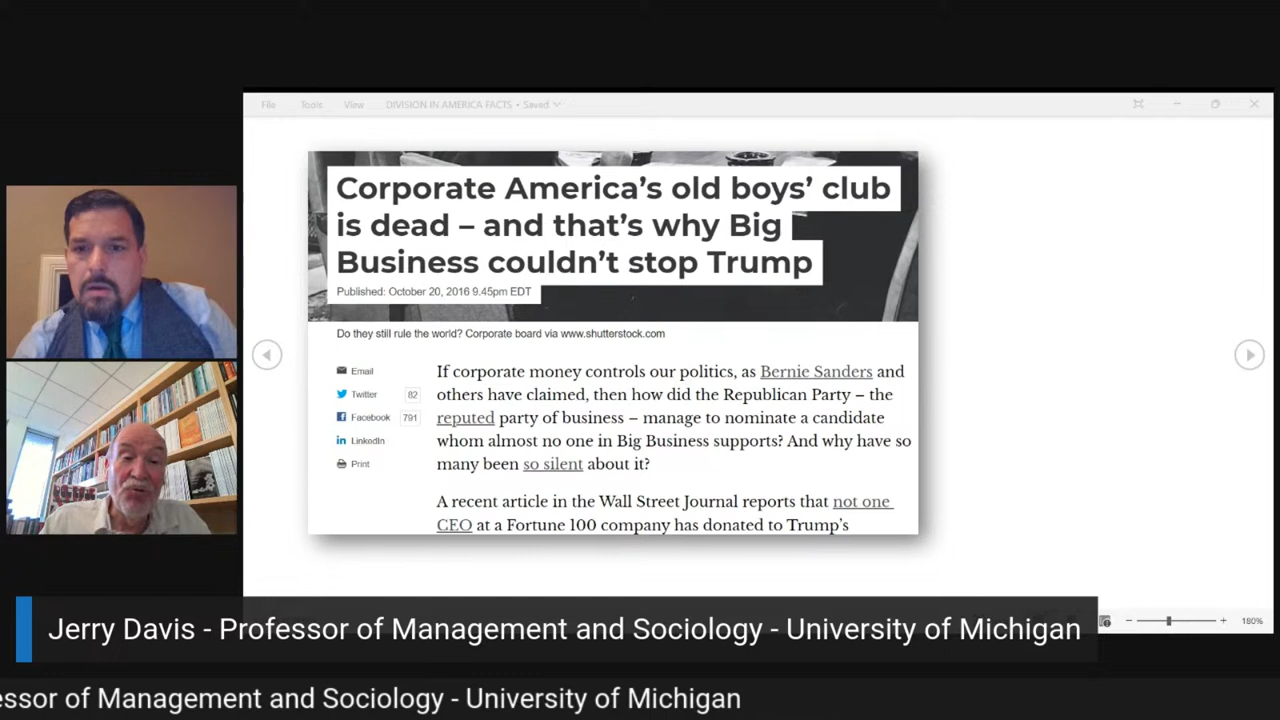 File Tools View DIVISION IN AMERICA FACTS • Saved
Corporate America's old boys' club
is dead – and that's why Big
Business couldn't stop Trump
Published: October 20, 2016 9.45pm EDT
Do they still rule the world? Corporate board via www.shutterstock.com
Email
Twitter 82
Facebook 791
LinkedIn
Print
If corporate money controls our politics, as Bernie Sanders and
others have claimed, then how did the Republican Party – the
reputed party of business – manage to nominate a candidate
whom almost no one in Big Business supports? And why have so
many been so silent about it?
A recent article in the Wall Street Journal reports that not one
CEO at a Fortune 100 company has donated to Trump's
180%
Jerry Davis - Professor of Management and Sociology - University of Michigan
essor of Management and Sociology - University of Michigan